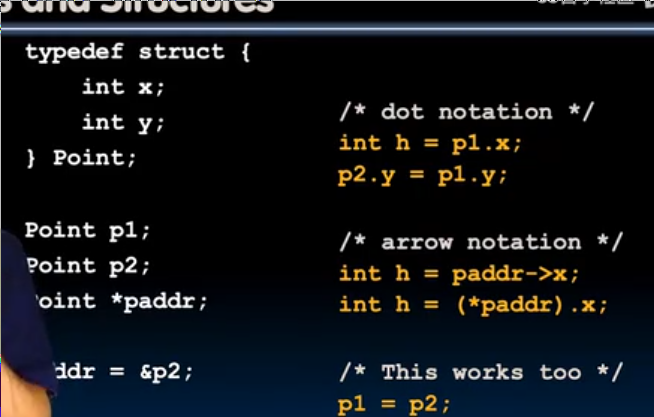 and Structures
typedef struct {
int x;
int y;
} Point;
Point p1;
Point p2;
oint *paddr;
ddr = &p2;
/* dot notation */
int h = p1.x;
p2.y = p1.y;
/* arrow notation */
int h = paddr->x;
int h = (*paddr).x;
/* This works too */
p1 = p2;